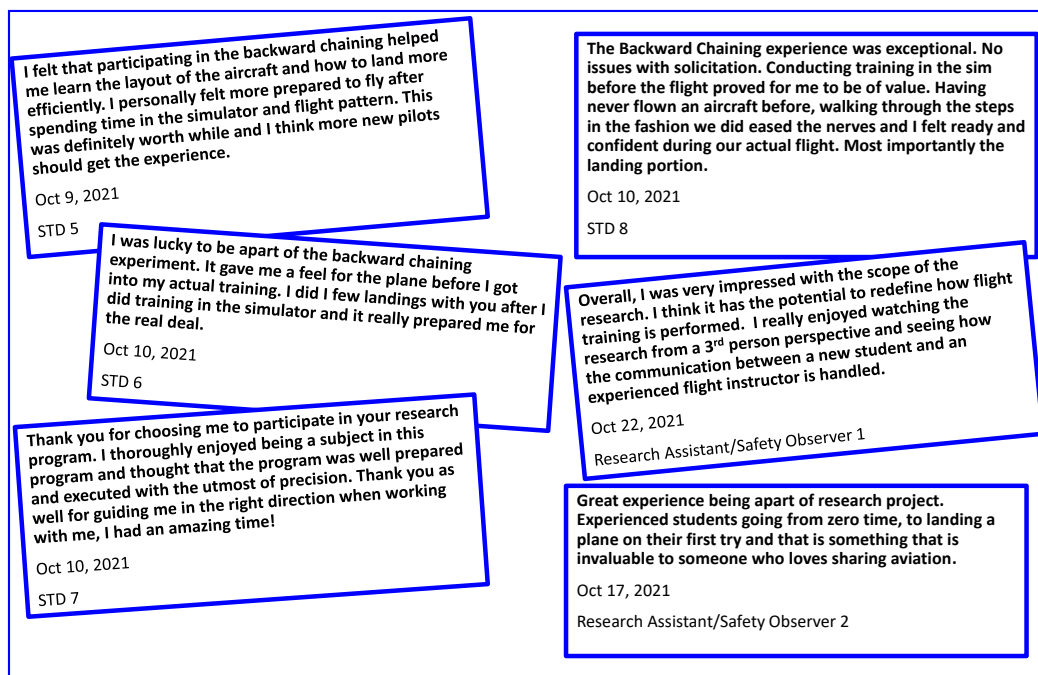 I felt that participating in the backward chaining helped
me learn the layout of the aircraft and how to land more
efficiently. I personally felt more prepared to fly after
spending time in the simulator and flight pattern. This
was definitely worth while and I think more new pilots
should get the experience.
Oct 9, 2021
STD 5
I was lucky to be apart of the backward chaining
experiment. It gave me a feel for the plane before I got
into my actual training. I did I few landings with you after I
did training in the simulator and it really prepared me for
the real deal.
Oct 10, 2021
STD 6
Thank you for choosing me to participate in your research
program. I thoroughly enjoyed being a subject in this
program and thought that the program was well prepared
and executed with the utmost of precision. Thank you as
well for guiding me in the right direction when working
with me, I had an amazing time!
Oct 10, 2021
STD 7
The Backward Chaining experience was exceptional. No
issues with solicitation. Conducting training in the sim
before the flight proved for me to be of value. Having
never flown an aircraft before, walking through the steps
in the fashion we did eased the nerves and I felt ready and
confident during our actual flight. Most importantly the
landing portion.
Oct 10, 2021
STD 8
Overall, I was very impressed with the scope of the
research. I think it has the potential to redefine how flight
training is performed.  I really enjoyed watching the
research from a 3rd person perspective and seeing how
the communication between a new student and an
experienced flight instructor is handled.
Oct 22, 2021
Research Assistant/Safety Observer 1
Great experience being apart of research project.
Experienced students going from zero time, to landing a
plane on their first try and that is something that is
invaluable to someone who loves sharing aviation.
Oct 17, 2021
Research Assistant/Safety Observer 2